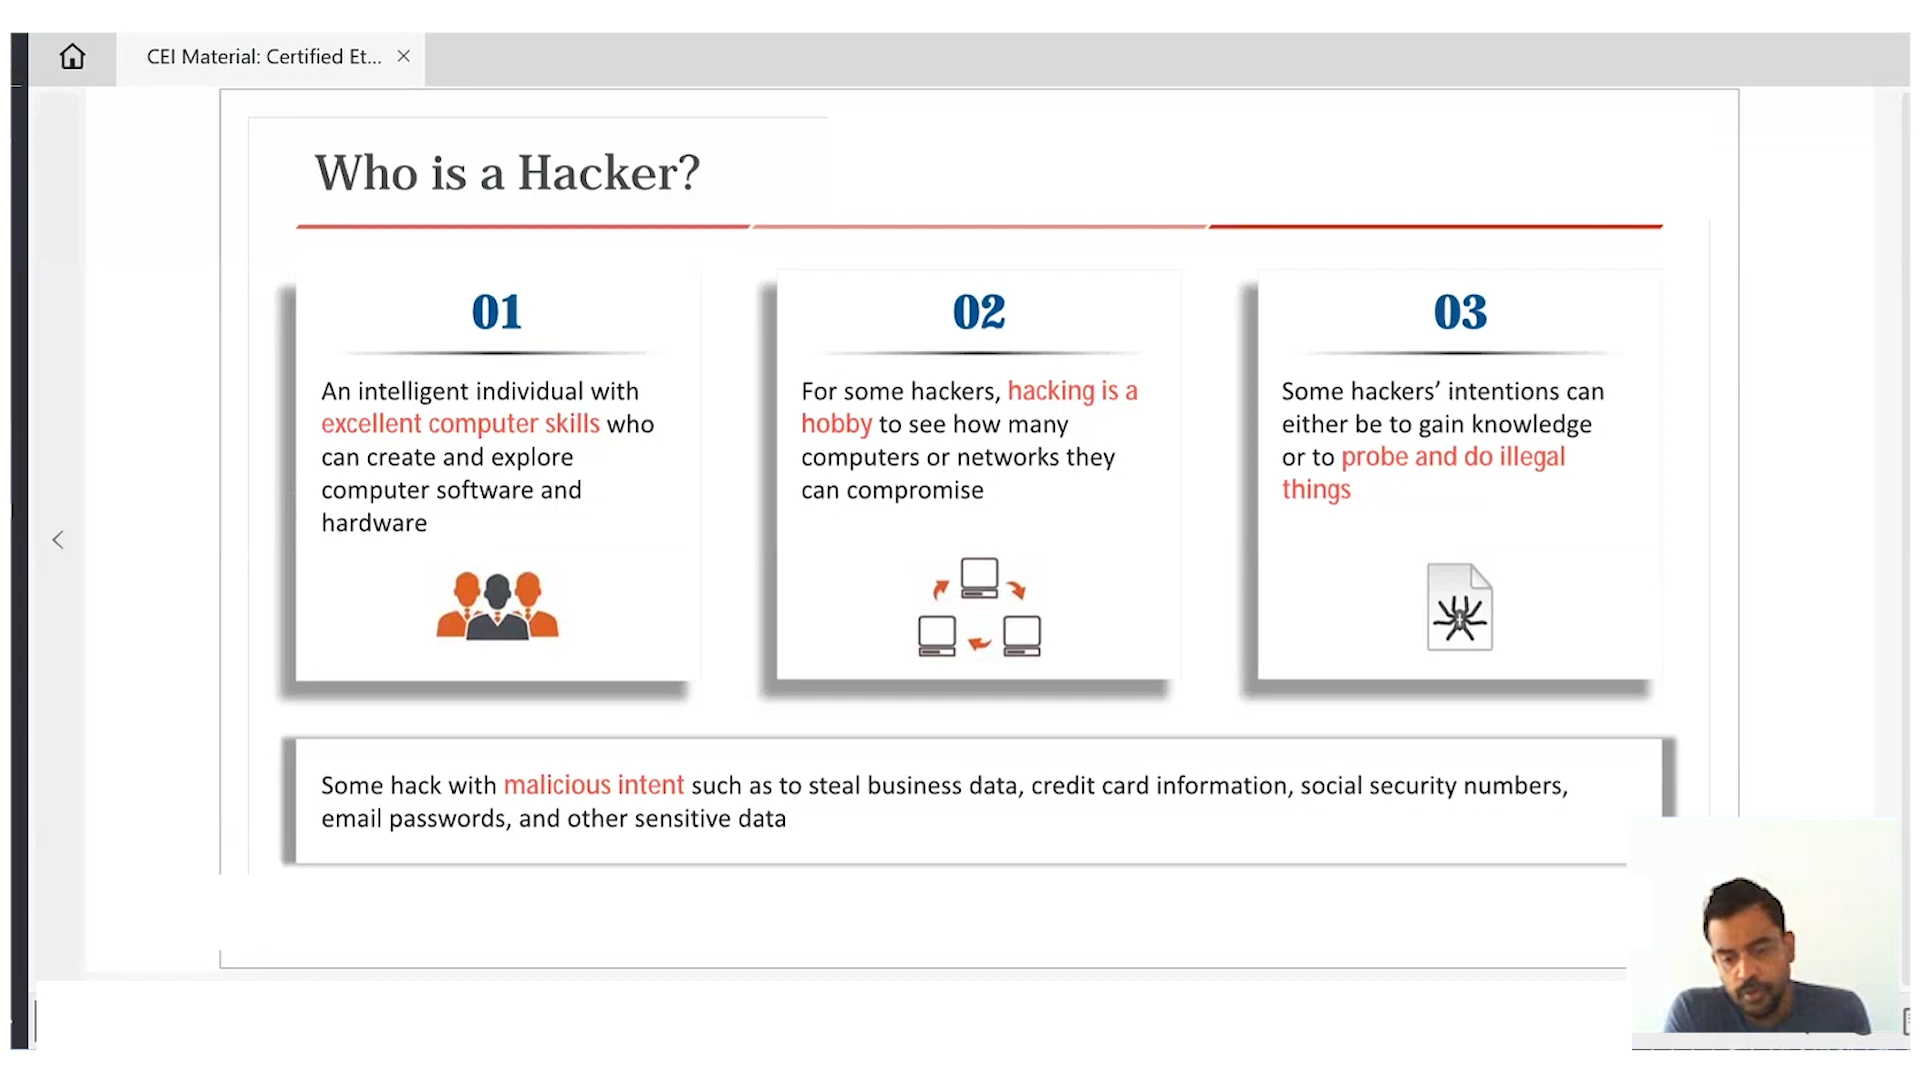 CEI Material: Certified Et...
Who is a Hacker?
01
An intelligent individual with
excellent computer skills who
can create and explore
computer software and
hardware
02
For some hackers, hacking is a
hobby to see how many
computers or networks they
can compromise
03
Some hackers’ intentions can
either be to gain knowledge
or to probe and do illegal
things
Some hack with malicious intent such as to steal business data, credit card information, social security numbers,
email passwords, and other sensitive data